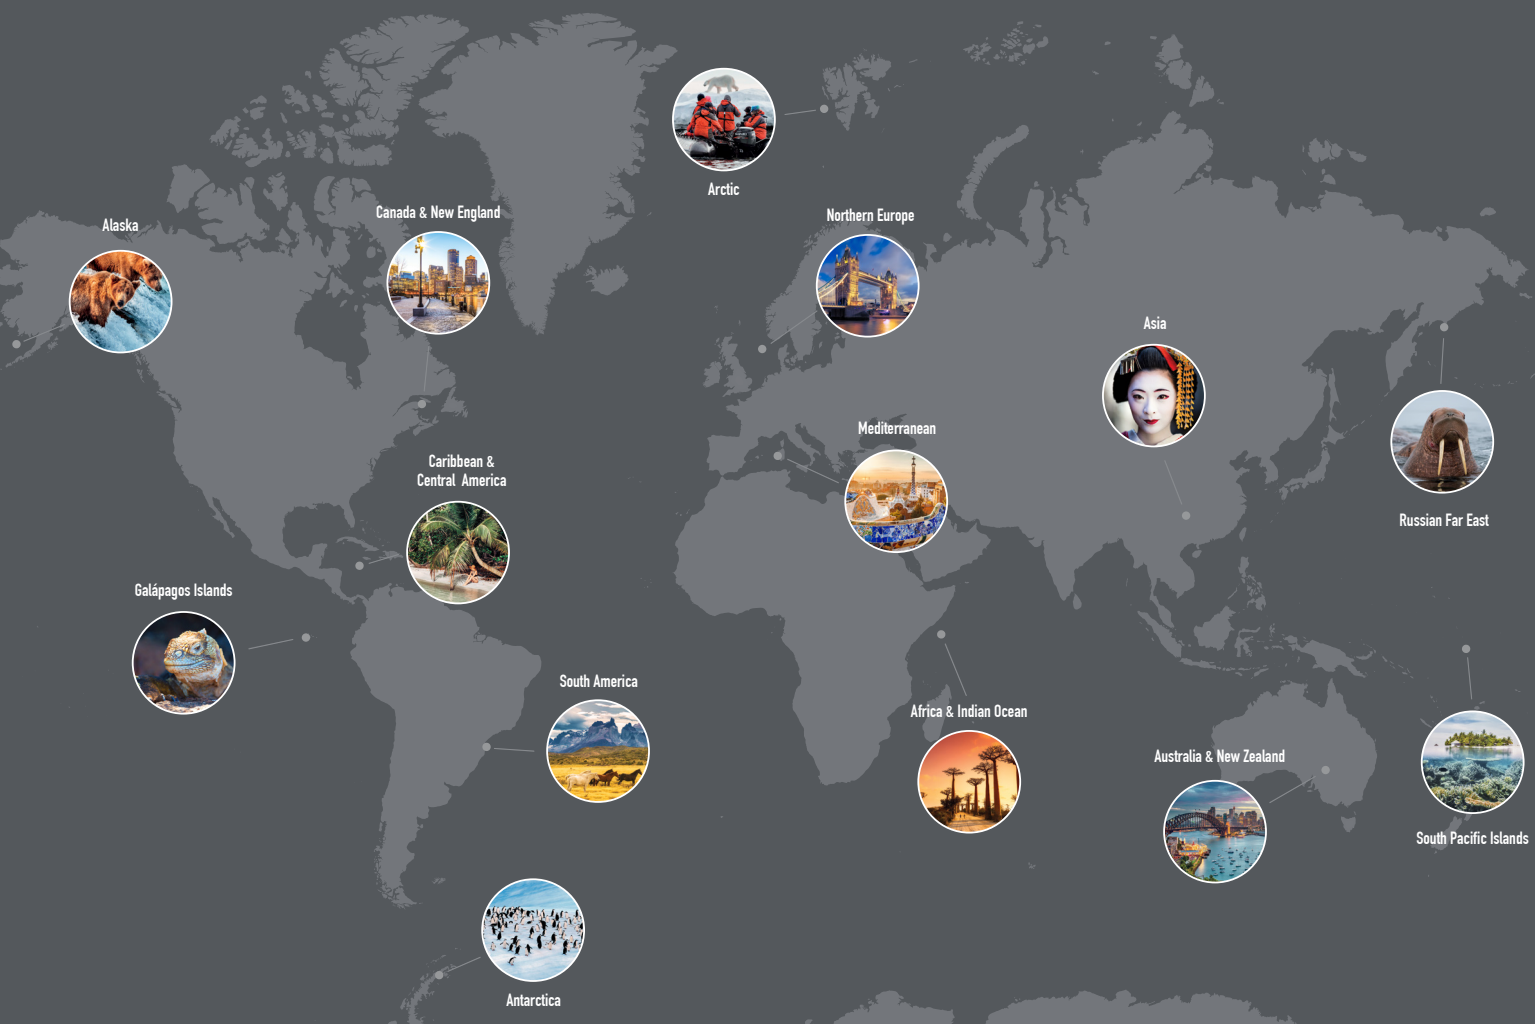 Arctic
Canada & New England
Northern Europe
Alaska
Asia
Mediterranean
Caribbean &
Central America
Russian Far East
Galápagos Islands
South America
Africa & Indian Ocean
Australia & New Zealand
South Pacific Islands
Antarctica